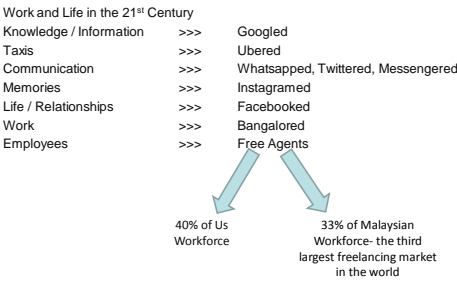 Work and Life in the 21st Century
Knowledge / Information >>> Googled
Taxis >>> Ubered
Communication >>> Whatsapped, Twittered, Messengered
Memories >>> Instagramed
Life / Relationships >>> Facebooked
Work >>> Bangalored
Employees >>> Free Agents
40% of Us
Workforce
33% of Malaysian
Workforce- the third
largest freelancing market
in the world